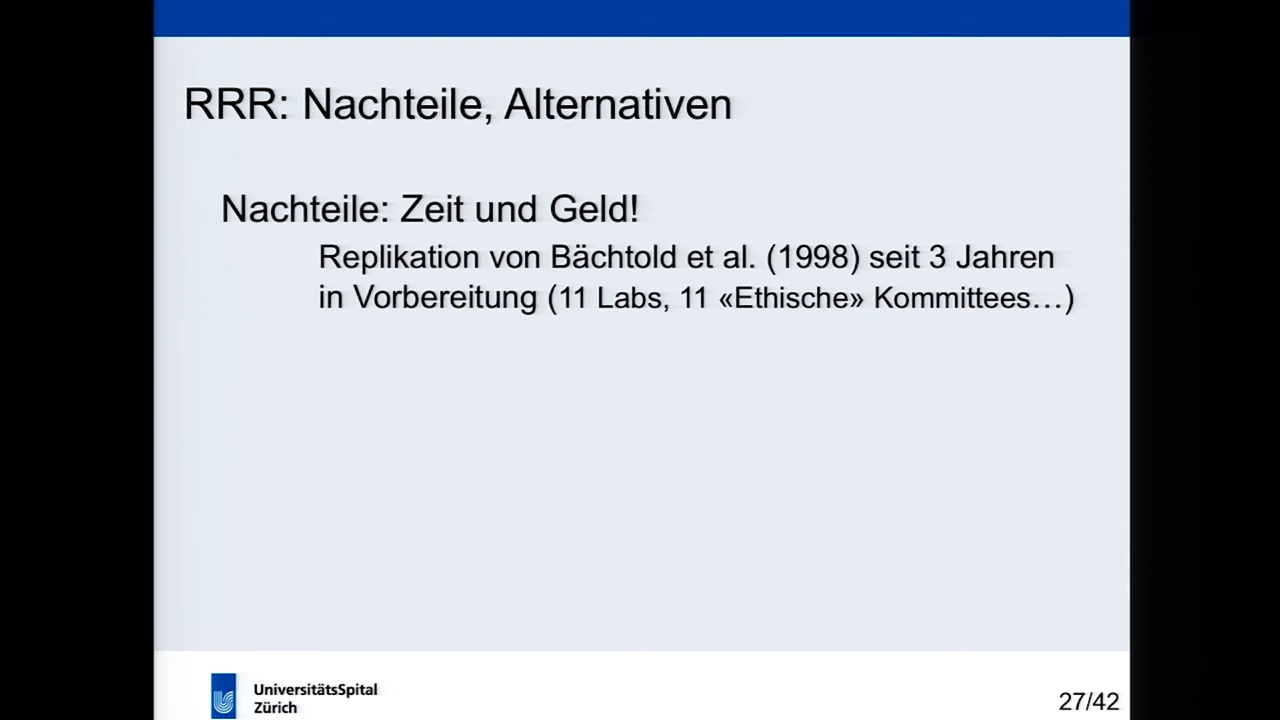 RRR: Nachteile, Alternativen
Nachteile: Zeit und Geld!
Replikation von Bächtold et al. (1998) seit 3 Jahren
in Vorbereitung (11 Labs, 11 «Ethische» Kommittees…)
UniversitätsSpital
Zürich
27/42